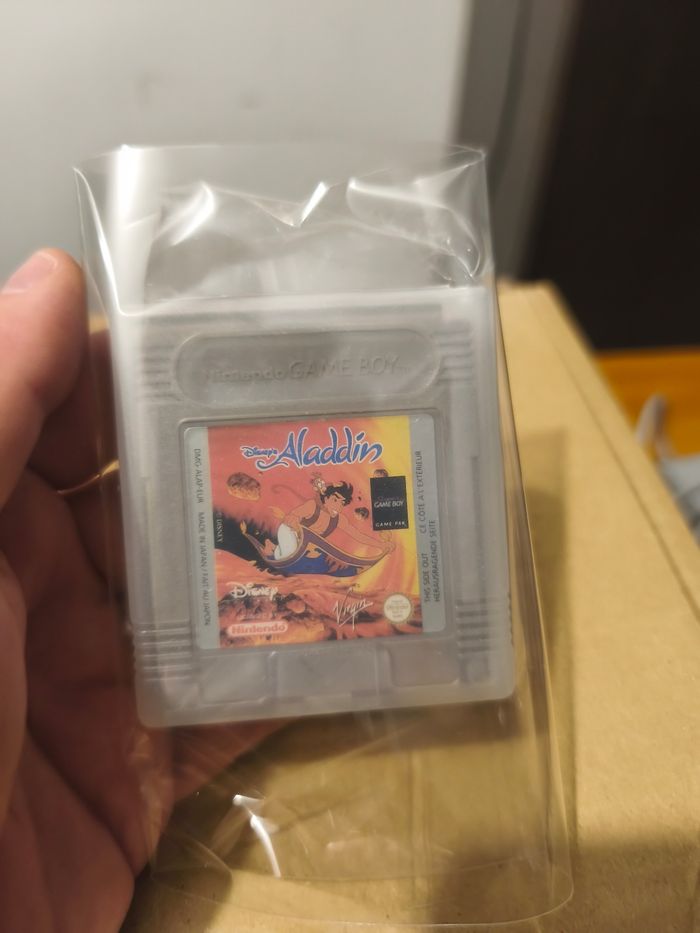 Nintendo GAME BOY
Disney's Aladdin
DMG-ALAP-EUR MADE IN JAPAN / FAIT AU JAPON
© DISNEY
GAME BOY
GAME PAK
THIS SIDE OUT CE CÔTÉ À L'EXTÉRIEUR
HERAUSRAGENDE SEITE
DISNEP
Virgin
Nintendo